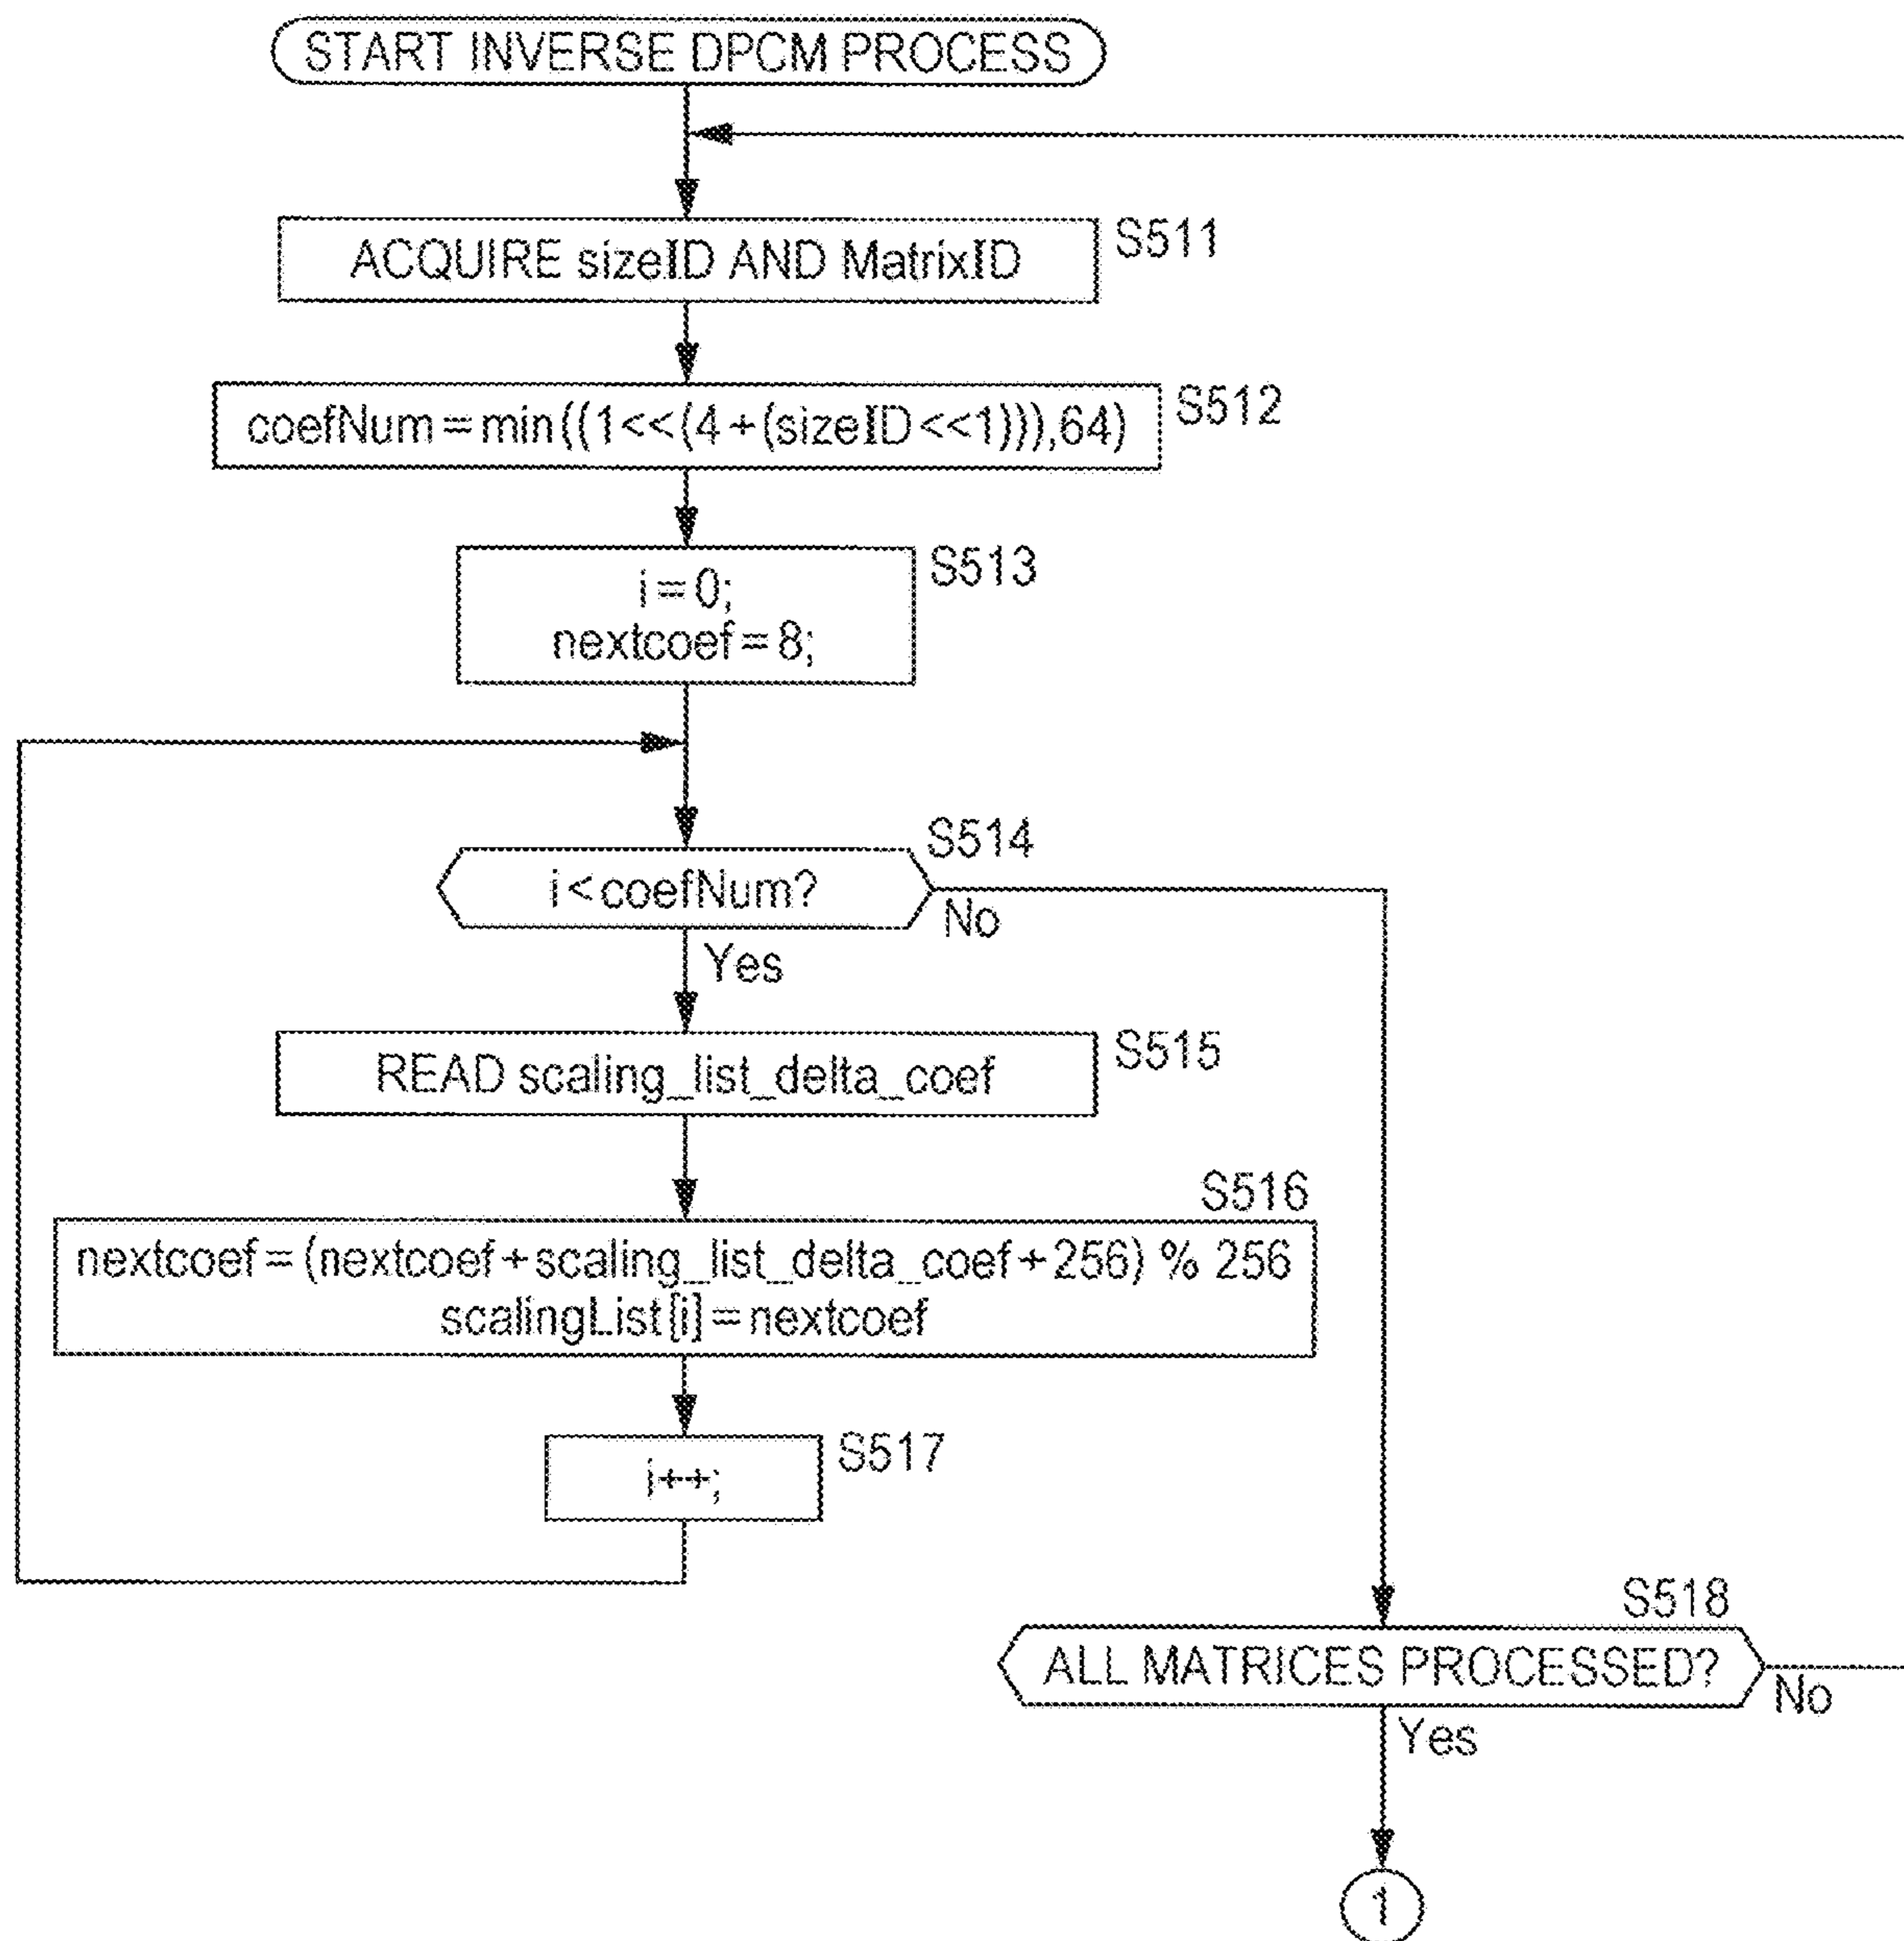 START INVERSE DPCM PROCESS
ACQUIRE sizeID AND MatrixID
S511
coefNum=min((1<<(4+(sizeID<<1))),64)
S512
i=0;
nextcoef=8;
S513
S514
i<coefNum?
No
Yes
READ scaling_list_delta_coef
S515
S516
nextcoef=(nextcoef+scaling_list_delta_coef+256) % 256
scalingList[i]=nextcoef
i++;
S517
S518
ALL MATRICES PROCESSED?
No
Yes
1